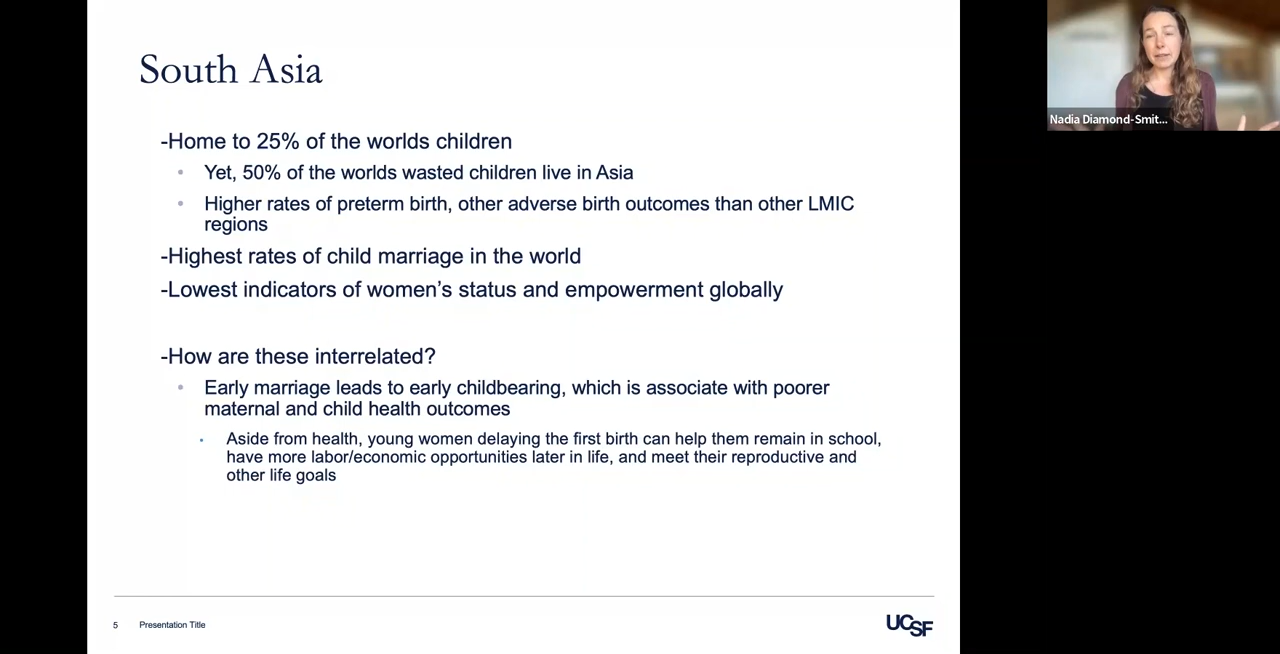 South Asia
-Home to 25% of the worlds children
• Yet, 50% of the worlds wasted children live in Asia
• Higher rates of preterm birth, other adverse birth outcomes than other LMIC
regions
-Highest rates of child marriage in the world
-Lowest indicators of women’s status and empowerment globally
-How are these interrelated?
• Early marriage leads to early childbearing, which is associate with poorer
maternal and child health outcomes
• Aside from health, young women delaying the first birth can help them remain in school,
have more labor/economic opportunities later in life, and meet their reproductive and
other life goals
5 Presentation Title
UCSF
Nadia Diamond-Smit...